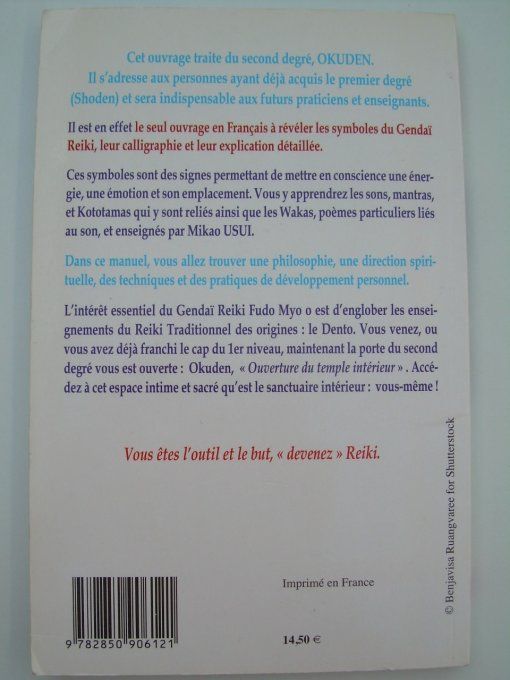 Cet ouvrage traite du second degré, OKUDEN.
Il s'adresse aux personnes ayant déjà acquis le premier degré
(Shoden) et sera indispensable aux futurs praticiens et enseignants.
Il est en effet le seul ouvrage en Français à révéler les symboles du Gendaï
Reiki, leur calligraphie et leur explication détaillée.
Ces symboles sont des signes permettant de mettre en conscience une éner-
gie, une émotion et son emplacement. Vous y apprendrez les sons, mantras,
et Kototamas qui y sont reliés ainsi que les Wakas, poèmes particuliers liés
au son, et enseignés par Mikao USUI.
Dans ce manuel, vous allez trouver une philosophie, une direction spiri-
tuelle, des techniques et des pratiques de développement personnel.
L'intérêt essentiel du Gendaï Reiki Fudo Myo o est d'englober les ensei-
gnements du Reiki Traditionnel des origines : le Dento. Vous venez, ou
vous avez déjà franchi le cap du 1er niveau, maintenant la porte du second
degré vous est ouverte : Okuden, « Ouverture du temple intérieur » . Accé-
dez à cet espace intime et sacré qu'est le sanctuaire intérieur : vous-même !
Vous êtes l'outil et le but, « devenez » Reiki.
© Benjavisa Ruangvaree for Shutterstock
Imprimé en France
9 782850 906121
14,50 €